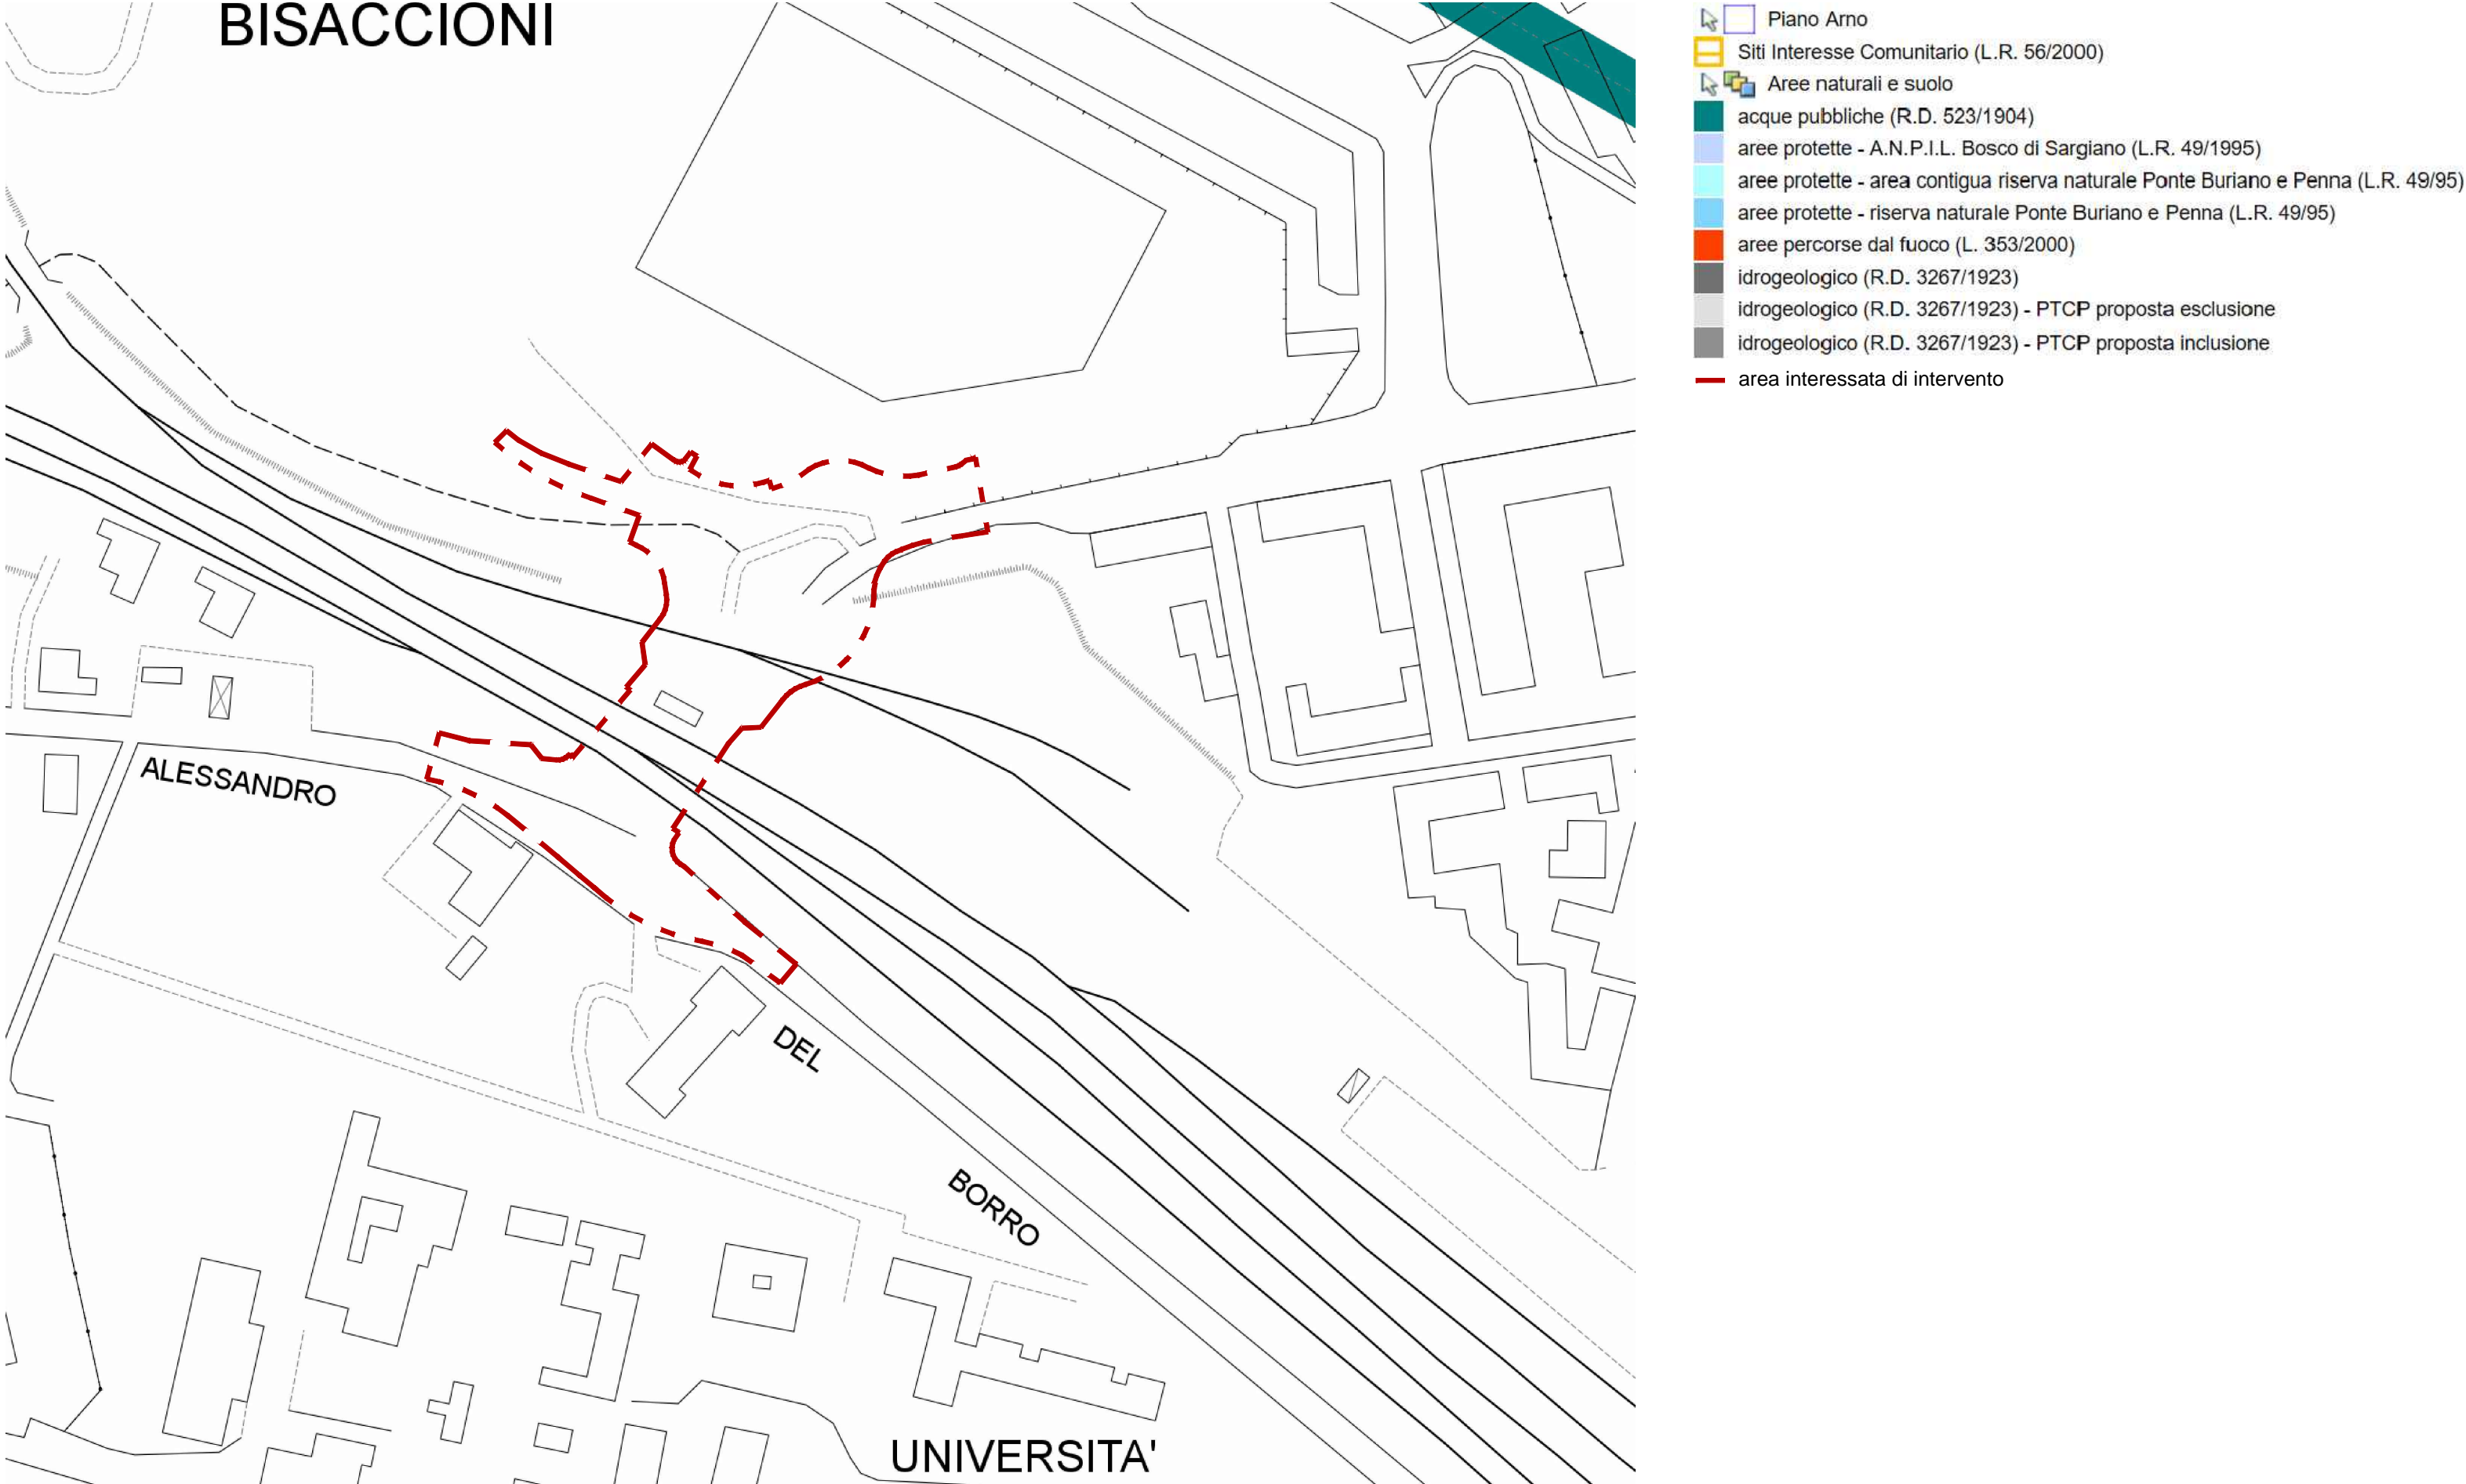 BISACCIONI
ALESSANDRO
DEL
BORRO
UNIVERSITA'
Piano Arno
Siti Interesse Comunitario (L.R. 56/2000)
Aree naturali e suolo
acque pubbliche (R.D. 523/1904)
aree protette - A.N.P.I.L. Bosco di Sargiano (L.R. 49/1995)
aree protette - area contigua riserva naturale Ponte Buriano e Penna (L.R. 49/95)
aree protette - riserva naturale Ponte Buriano e Penna (L.R. 49/95)
aree percorse dal fuoco (L. 353/2000)
idrogeologico (R.D. 3267/1923)
idrogeologico (R.D. 3267/1923) - PTCP proposta esclusione
idrogeologico (R.D. 3267/1923) - PTCP proposta inclusione
area interessata di intervento